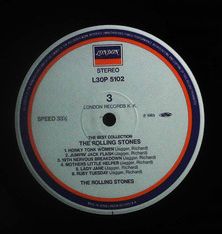 LONDON
STEREO
L30P 5102
3
LONDON RECORDS K.K.
SPEED 33⅓
THE BEST COLLECTION
THE ROLLING STONES
1. HONKY TONK WOMEN (Jagger, Richard)
2. JUMPIN' JACK FLASH (Jagger, Richard)
3. 19TH NERVOUS BREAKDOWN (Jagger, Richard)
4. MOTHERS LITTLE HELPER (Jagger, Richard)
5. LADY JANE (Jagger, Richard)
6. RUBY TUESDAY (Jagger, Richard)
THE ROLLING STONES